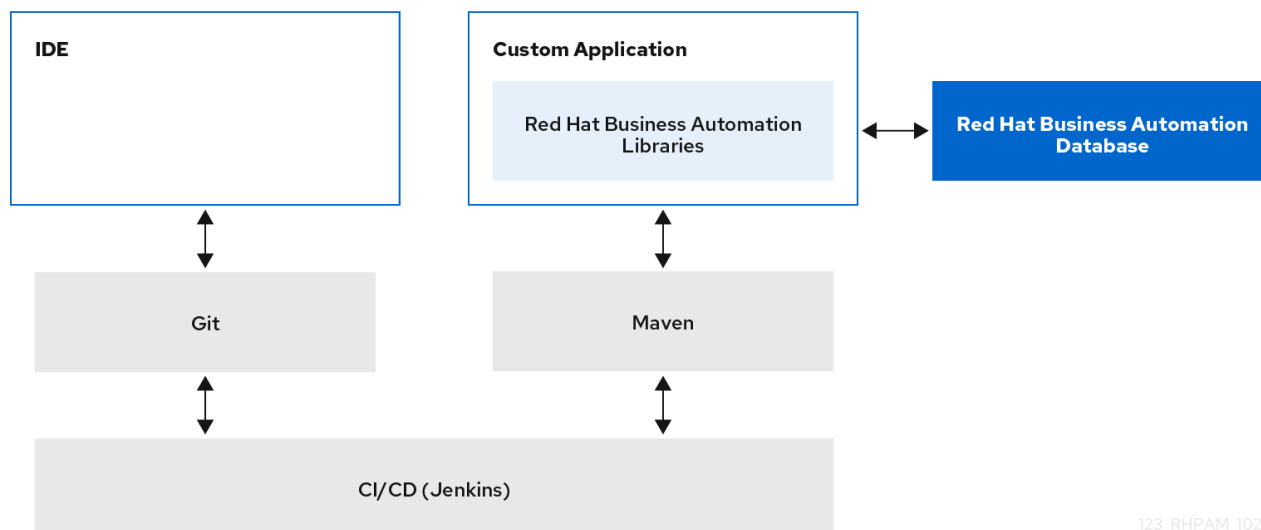 IDE
Custom Application
Red Hat Business Automation
Libraries
Red Hat Business Automation
Database
Git
Maven
CI/CD (Jenkins)
123_RHPAM_102